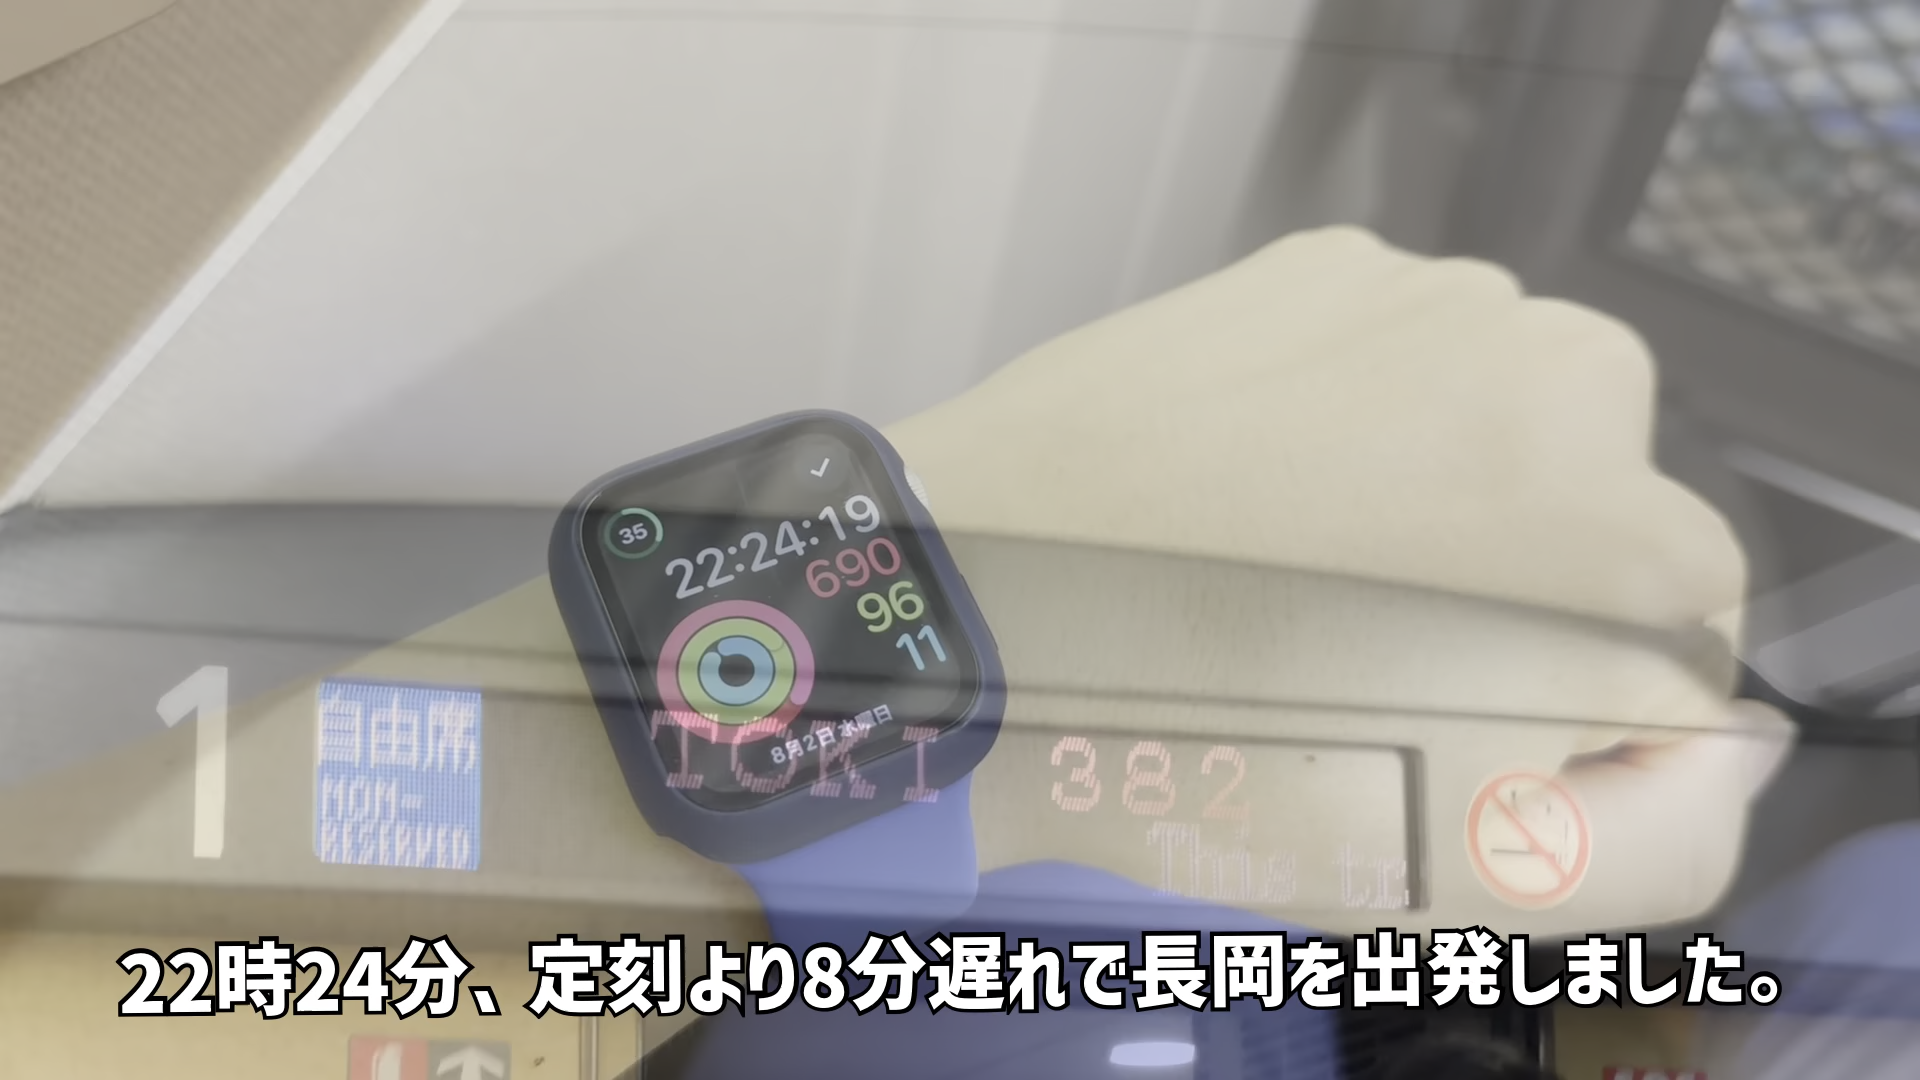 35
22:24:19
690
96
11
8月2日 水曜日
1
自由席
NON-
RESERVED
TOKI 382
This tr
22時24分、定刻より8分遅れで長岡を出発しました。